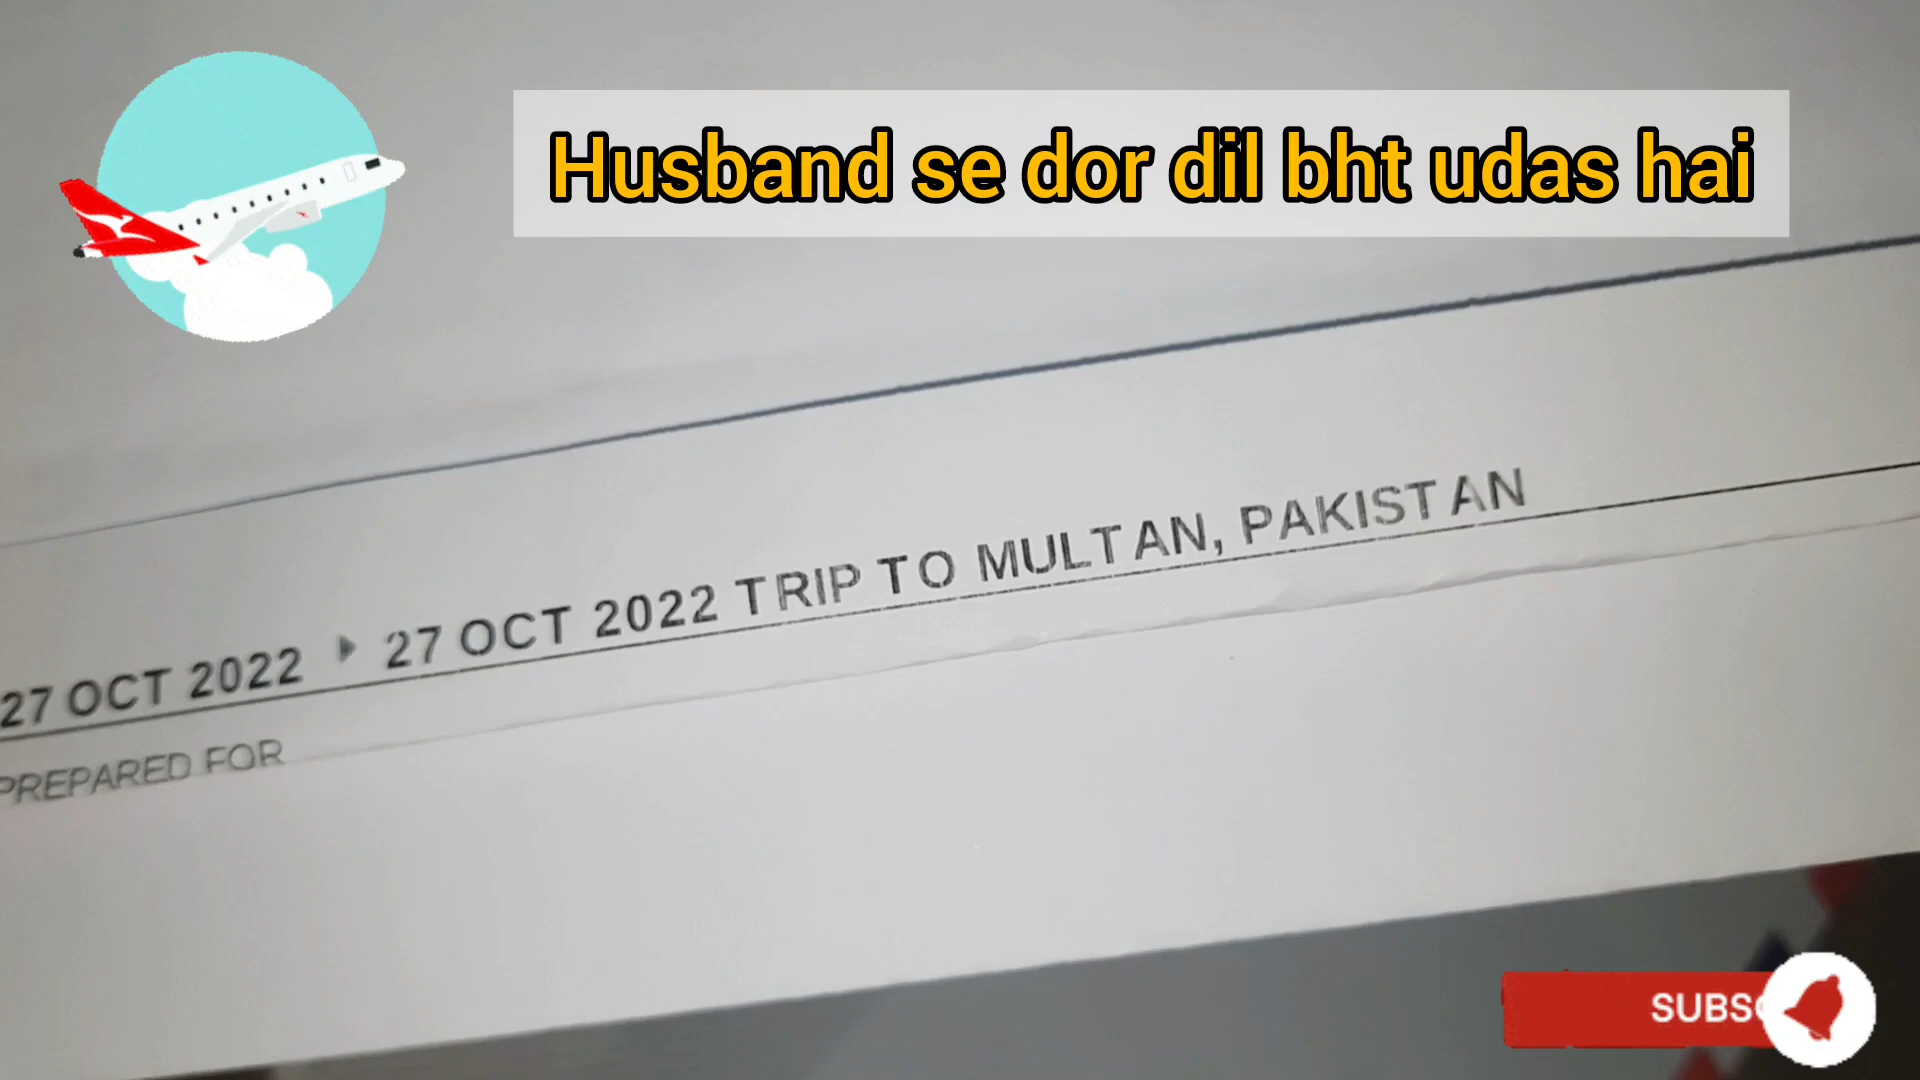 Husband se dor dil bht udas hai
27 OCT 2022 ▸ 27 OCT 2022 TRIP TO MULTAN, PAKISTAN
PREPARED FOR